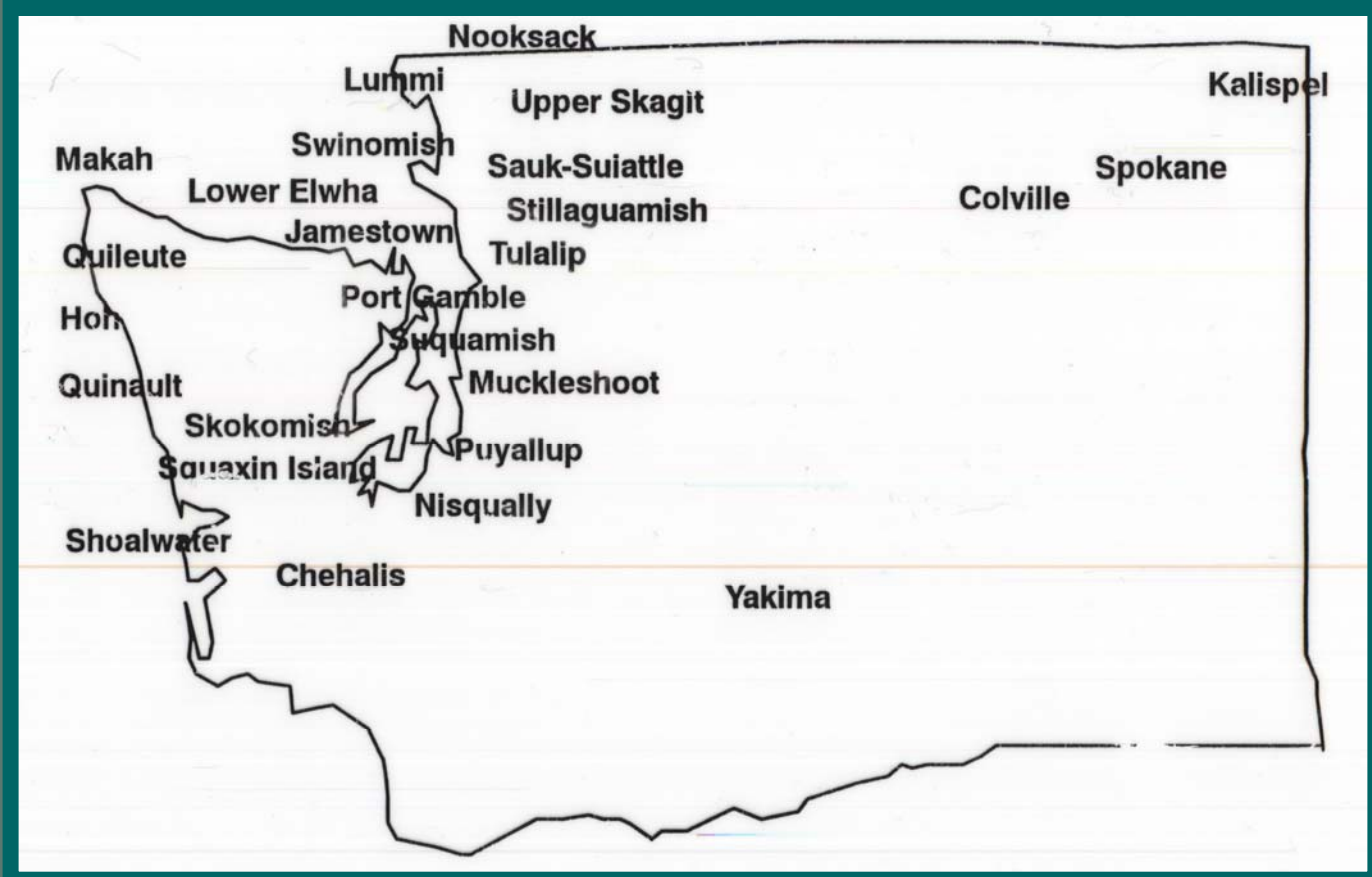 Nooksack
Lummi
Kalispel
Upper Skagit
Swinomish
Makah
Sauk-Suiattle
Spokane
Lower Elwha
Colville
Stillaguamish
Jamestown
Quileute
Tulalip
Port Gamble
Hoh
Suquamish
Quinault
Muckleshoot
Skokomish
Puyallup
Squaxin Island
Nisqually
Shoalwater
Chehalis
Yakima